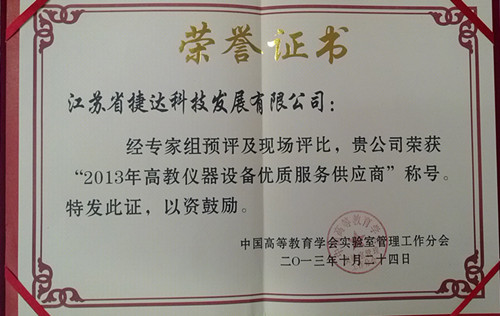 荣誉证书
江苏省捷达科技发展有限公司：
经专家组预评及现场评比，贵公司荣获
“2013年高教仪器设备优质服务供应商”称号。
特发此证，以资鼓励。
中国高等教育学会实验室管理工作分会
二〇一三年十月二十四日